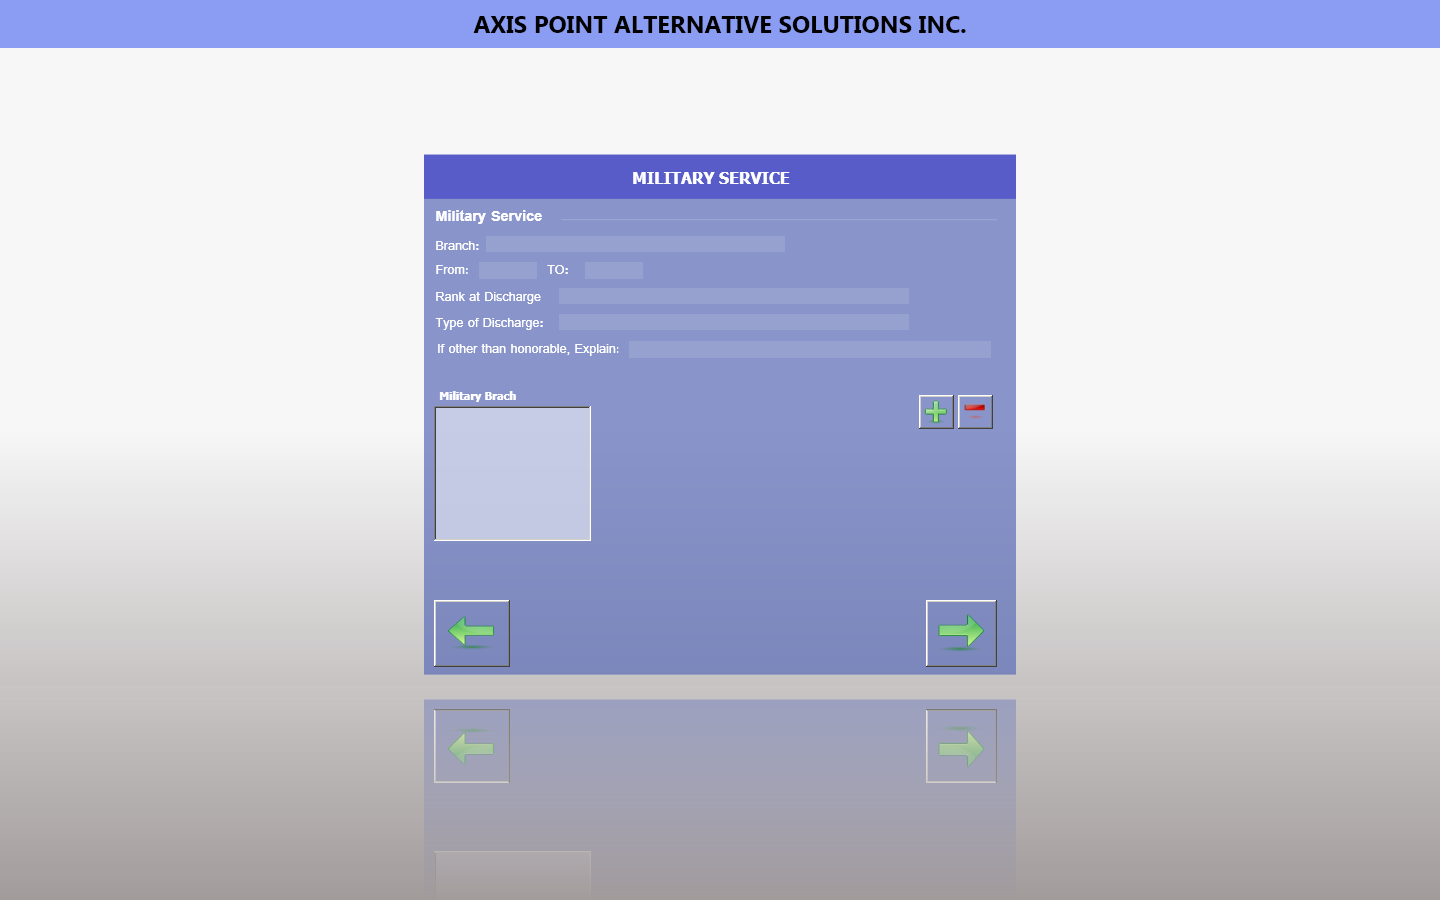 AXIS POINT ALTERNATIVE SOLUTIONS INC.
MILITARY SERVICE
Military Service
Branch:
From: TO:
Rank at Discharge
Type of Discharge:
If other than honorable, Explain:
Military Brach